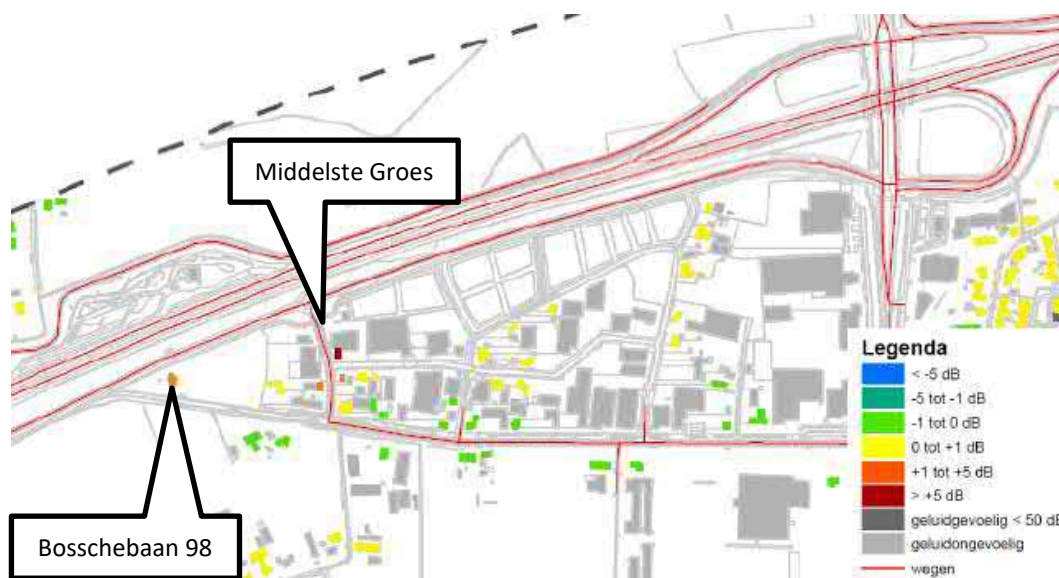 Middelste Groes
Bosschebaan 98
Legenda
< -5 dB
-5 tot -1 dB
-1 tot 0 dB
0 tot +1 dB
+1 tot +5 dB
> +5 dB
geluidgevoelig < 50 dB
geluidongevoelig
wegen